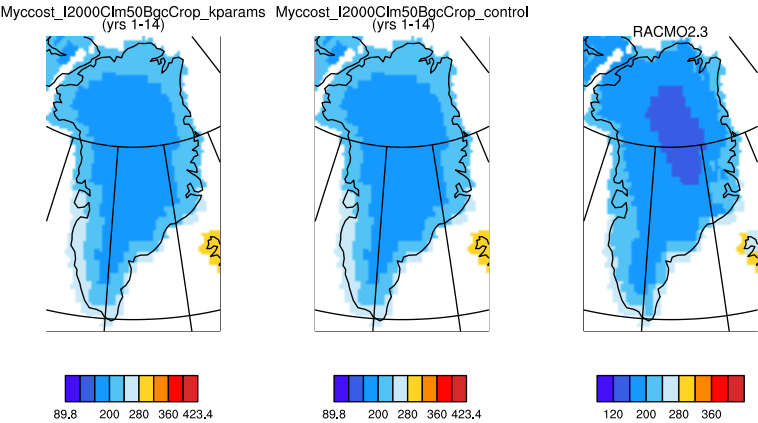 Myccost_I2000Clm50BgcCrop_kparams
(yrs 1-14)
Myccost_I2000Clm50BgcCrop_control
(yrs 1-14)
RACMO2.3
89.8 200 280 360 423.4
89.8 200 280 360 423.4
120 200 280 360